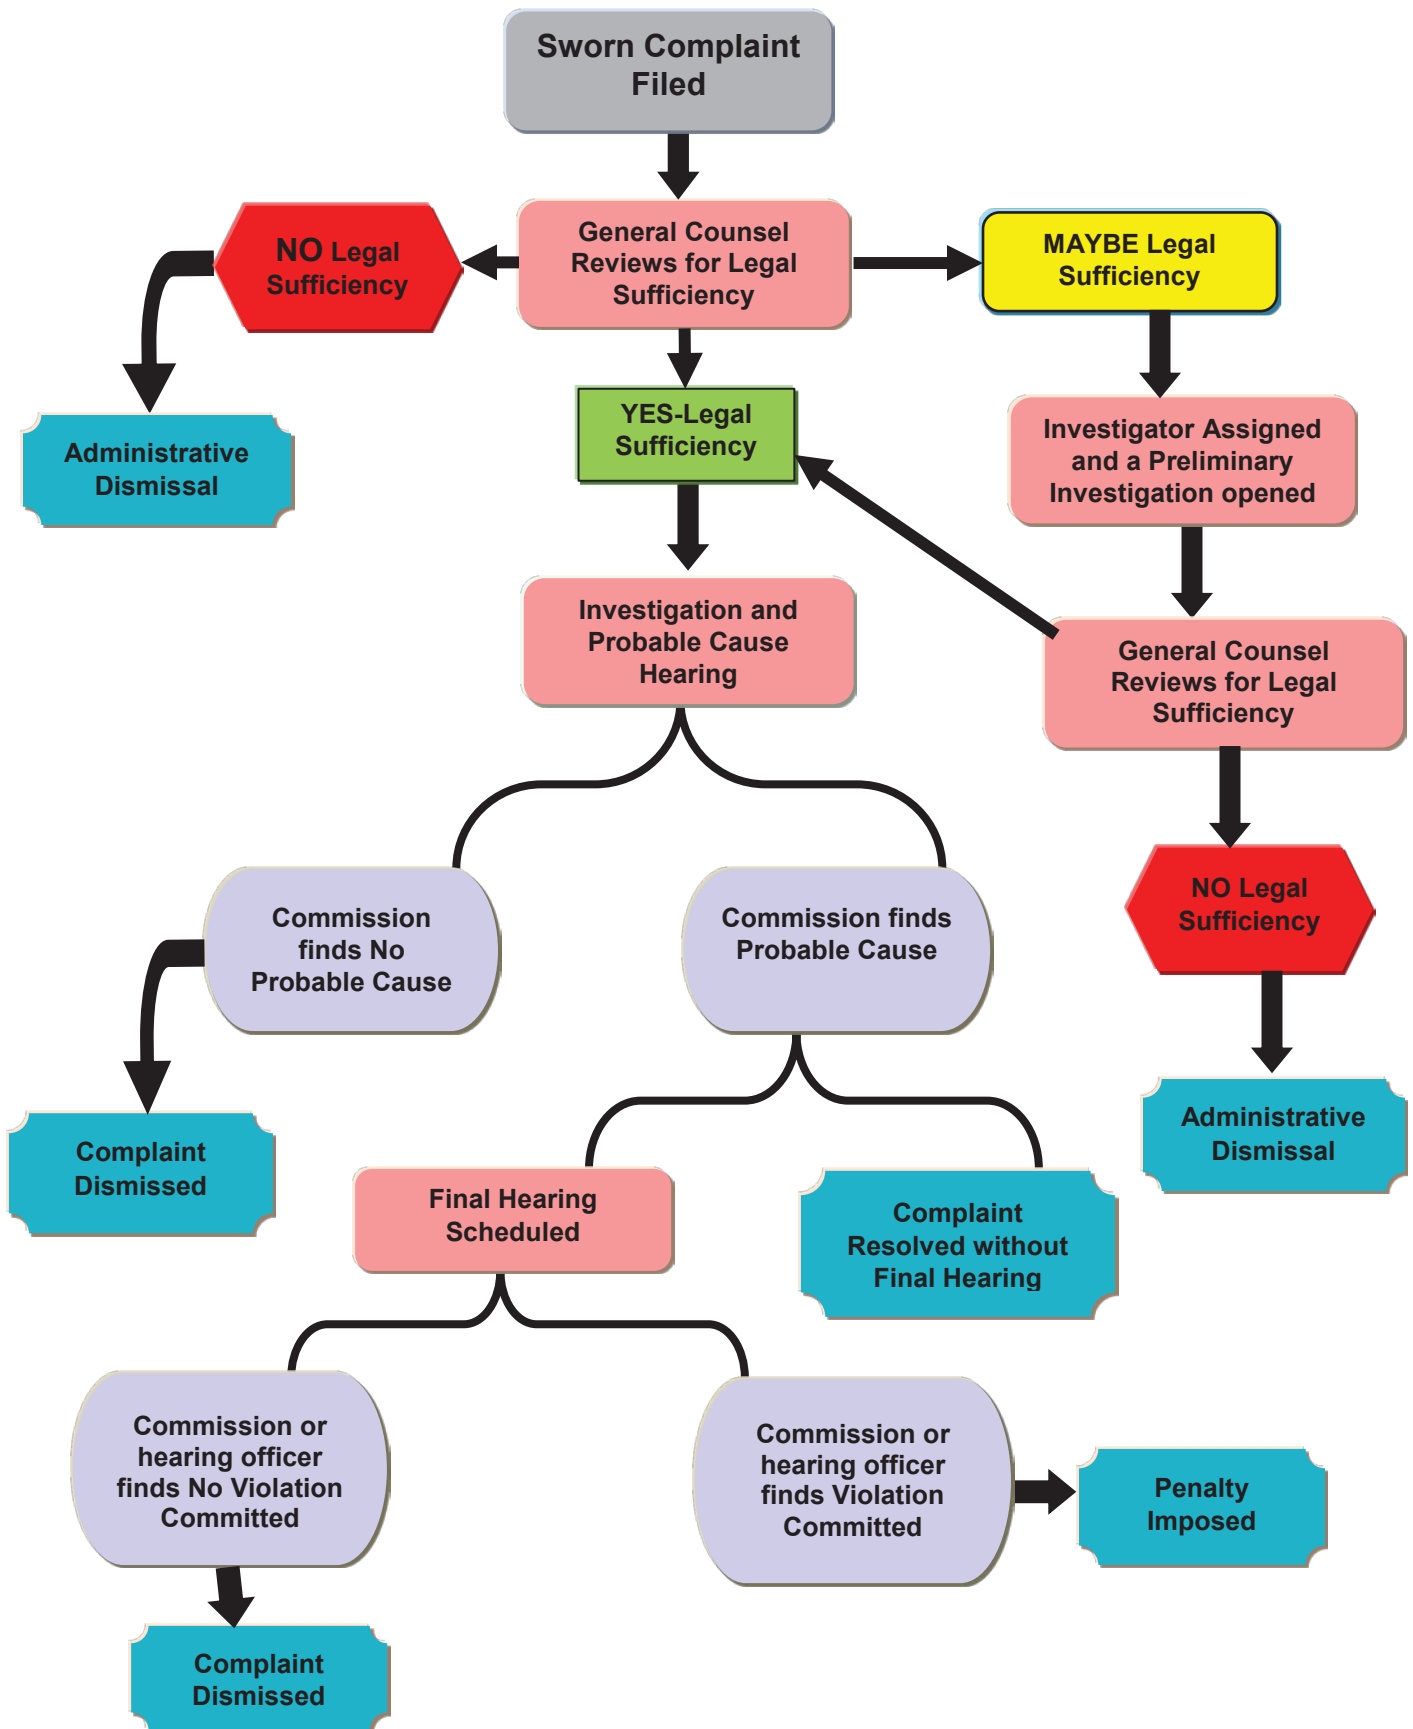 Sworn Complaint
Filed
General Counsel
Reviews for Legal
Sufficiency
NO Legal
Sufficiency
MAYBE Legal
Sufficiency
Administrative
Dismissal
YES-Legal
Sufficiency
Investigator Assigned
and a Preliminary
Investigation opened
Investigation and
Probable Cause
Hearing
General Counsel
Reviews for Legal
Sufficiency
Commission
finds No
Probable Cause
Commission finds
Probable Cause
NO Legal
Sufficiency
Complaint
Dismissed
Final Hearing
Scheduled
Complaint
Resolved without
Final Hearing
Administrative
Dismissal
Commission or
hearing officer
finds No Violation
Committed
Commission or
hearing officer
finds Violation
Committed
Penalty
Imposed
Complaint
Dismissed